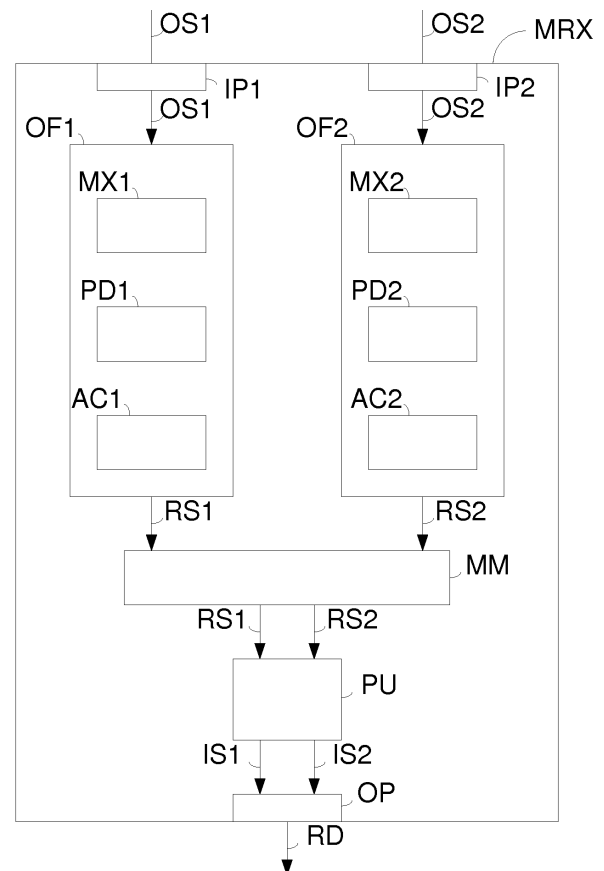 OS1 OS2 MRX
IP1 IP2
OS1 OS2
OF1 OF2
MX1 MX2
PD1 PD2
AC1 AC2
RS1 RS2
MM
RS1 RS2
PU
IS1 IS2
OP
RD